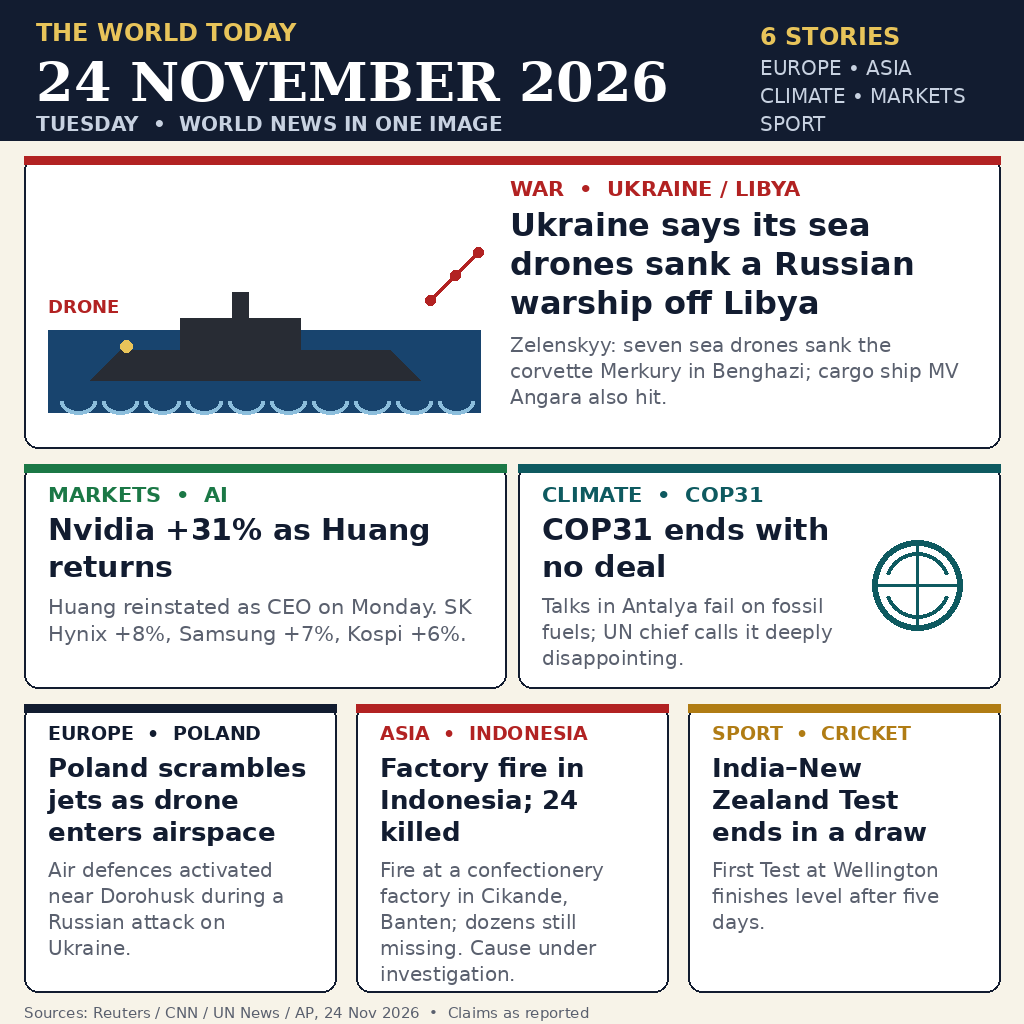 THE WORLD TODAY
24 NOVEMBER 2026
TUESDAY • WORLD NEWS IN ONE IMAGE
6 STORIES
EUROPE • ASIA
CLIMATE • MARKETS
SPORT
WAR • UKRAINE / LIBYA
Ukraine says its sea
drones sank a Russian
warship off Libya
Zelenskyy: seven sea drones sank the
corvette Merkury in Benghazi; cargo ship MV
Angara also hit.
DRONE
MARKETS • AI
Nvidia +31% as Huang
returns
Huang reinstated as CEO on Monday. SK
Hynix +8%, Samsung +7%, Kospi +6%.
CLIMATE • COP31
COP31 ends with
no deal
Talks in Antalya fail on fossil
fuels; UN chief calls it deeply
disappointing.
EUROPE • POLAND
Poland scrambles
jets as drone
enters airspace
Air defences activated
near Dorohusk during a
Russian attack on
Ukraine.
ASIA • INDONESIA
Factory fire in
Indonesia; 24
killed
Fire at a confectionery
factory in Cikande,
Banten; dozens still
missing. Cause under
investigation.
SPORT • CRICKET
India–New
Zealand Test
ends in a draw
First Test at Wellington
finishes level after five
days.
Sources: Reuters / CNN / UN News / AP, 24 Nov 2026 • Claims as reported